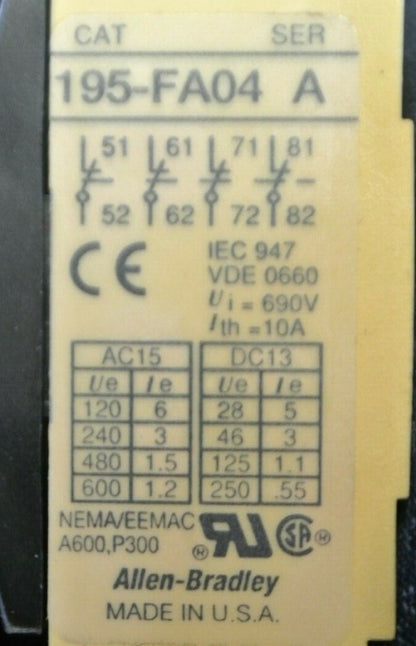 CAT SER
195-FA04 A
51 61 71 81
52 62 72 82
CE
IEC 947
VDE 0660
Ui = 690V
Ith =10A
AC15 DC13
Ue Ie Ue Ie
120 6 28 5
240 3 46 3
480 1.5 125 1.1
600 1.2 250 .55
NEMA/EEMAC
A600,P300
® RU SA ®
Allen-Bradley
MADE IN U.S.A.